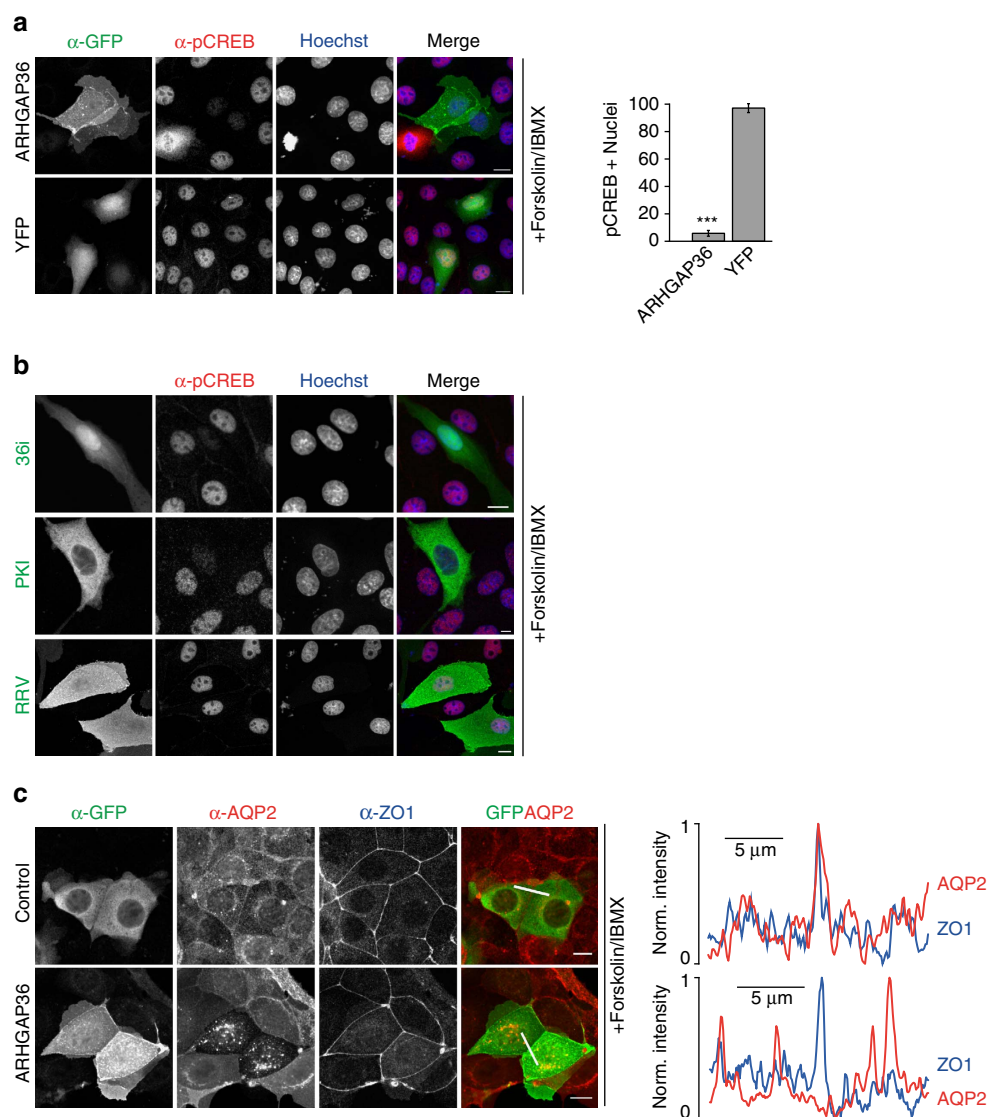 a
α-GFP α-pCREB Hoechst Merge
ARHGAP36
YFP
+Forskolin/IBMX
pCREB + Nuclei
100
80
60
40
20
0
***
ARHGAP36
YFP
b
α-pCREB Hoechst Merge
36i
PKI
RRV
+Forskolin/IBMX
c
α-GFP α-AQP2 α-ZO1 GFPAQP2
Control
ARHGAP36
+Forskolin/IBMX
Norm. intensity
1
0
5 μm
AQP2
ZO1
Norm. intensity
1
0
5 μm
ZO1
AQP2